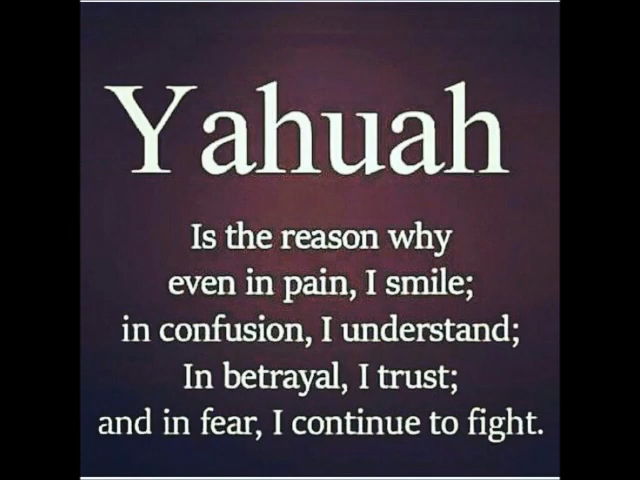 Yahuah
Is the reason why
even in pain, I smile;
in confusion, I understand;
In betrayal, I trust;
and in fear, I continue to fight.